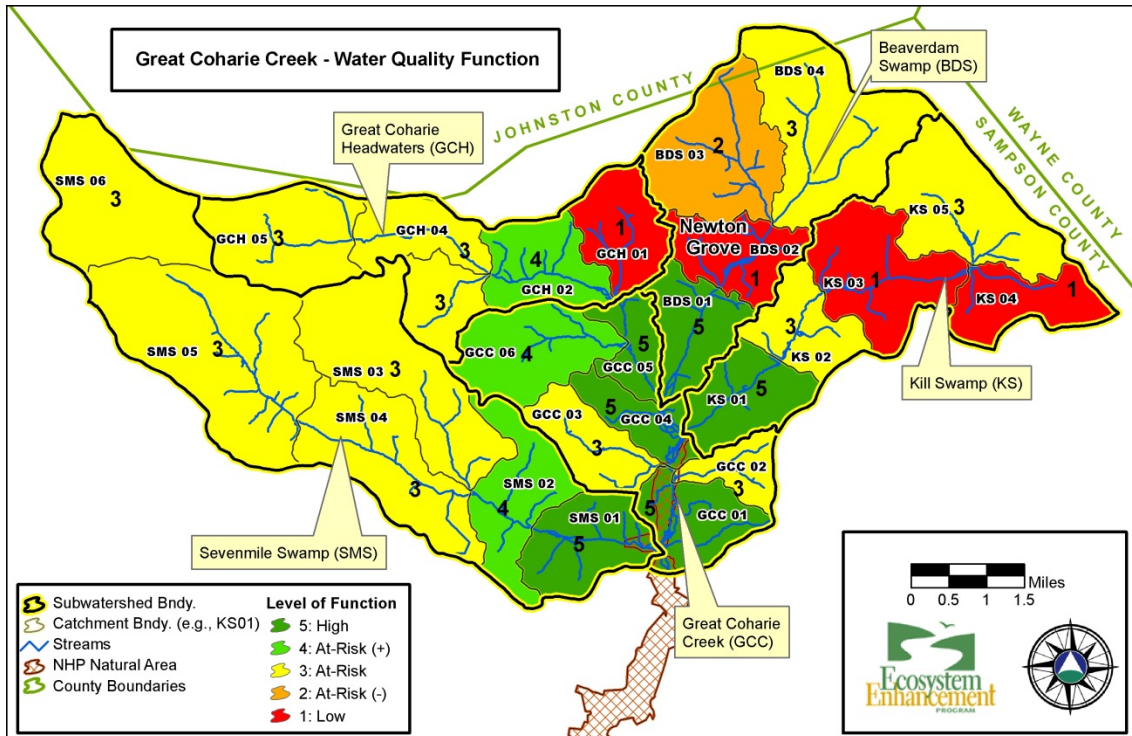 Great Coharie Creek - Water Quality Function
Beaverdam
Swamp (BDS)
Great Coharie
Headwaters (GCH)
JOHNSTON COUNTY
WAYNE COUNTY
SAMPSON COUNTY
BDS 04
3
BDS 03
2
SMS 06
3
GCH 05
3
GCH 04
3
3
4
GCH 02
1
GCH 01
Newton
Grove
BDS 02
1
KS 05
3
KS 03
1
KS 04
1
BDS 01
5
3
KS 02
KS 01
5
Kill Swamp (KS)
GCC 06
4
5
GCC 05
5
GCC 04
GCC 03
3
GCC 02
3
GCC 01
5
SMS 05
3
SMS 03
3
SMS 04
3
SMS 02
4
SMS 01
5
Sevenmile Swamp (SMS)
Great Coharie
Creek (GCC)
Subwatershed Bndy.
Catchment Bndy. (e.g., KS01)
Streams
NHP Natural Area
County Boundaries
Level of Function
5: High
4: At-Risk (+)
3: At-Risk
2: At-Risk (-)
1: Low
Miles
0 0.5 1 1.5
Ecosystem
Enhancement
PROGRAM